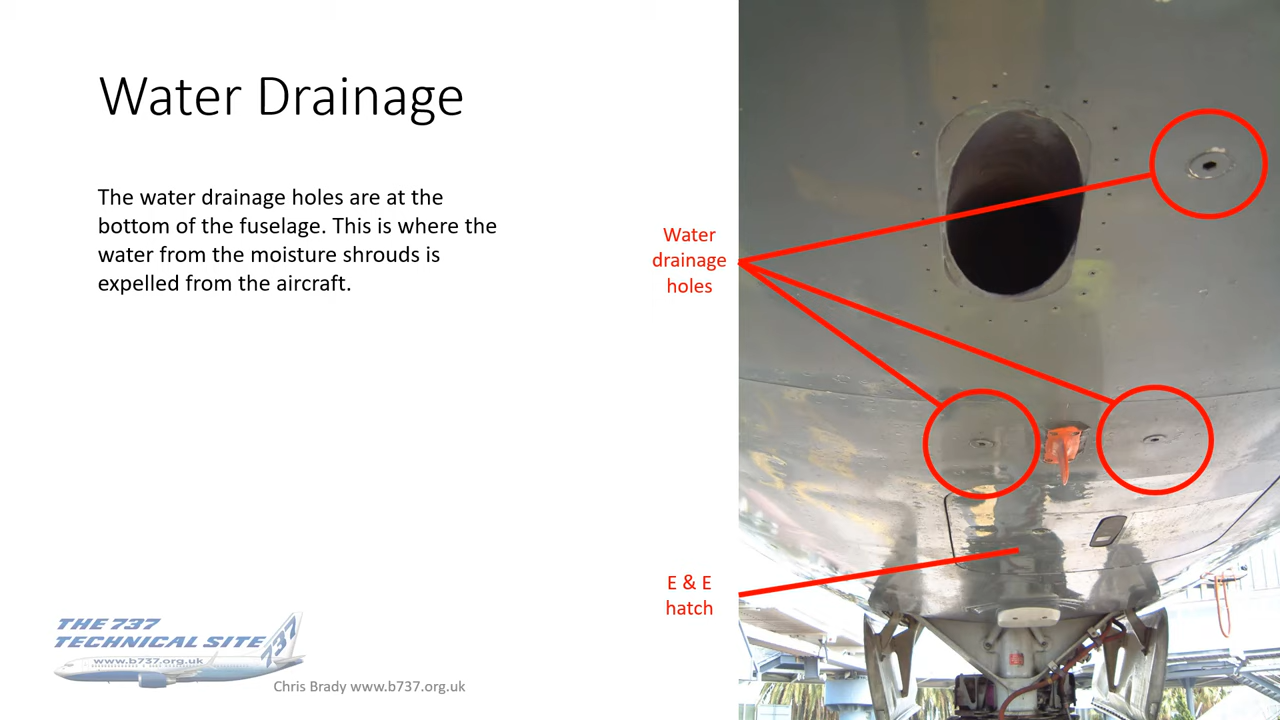 Water Drainage
The water drainage holes are at the
bottom of the fuselage. This is where the
water from the moisture shrouds is
expelled from the aircraft.
Water
drainage
holes
E & E
hatch
THE 737
TECHNICAL SITE
737
www.b737.org.uk
Chris Brady www.b737.org.uk